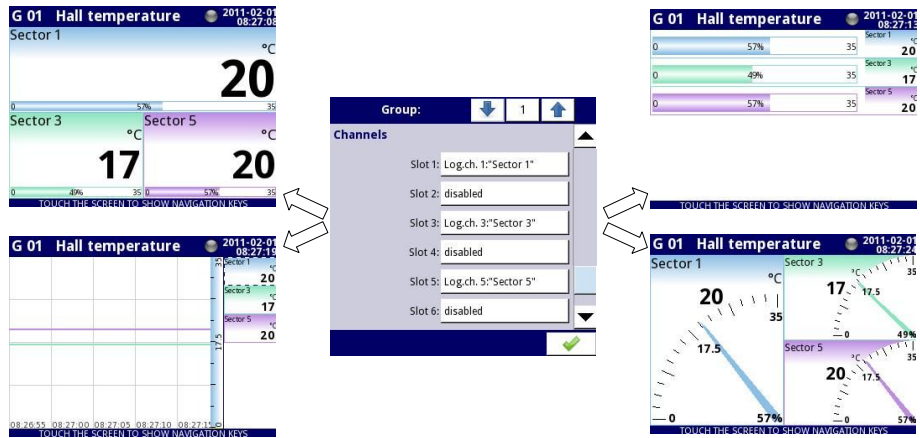 G 01 Hall temperature 2011-02-01 08:27:08
Sector 1
°C
20
0 57% 35
Sector 3 Sector 5
°C °C
17 20
0 49% 35 0 57% 35
TOUCH THE SCREEN TO SHOW NAVIGATION KEYS
G 01 Hall temperature 2011-02-01 08:27:19
35 Sector 1
°C
20
Sector 3
°C
17
17.5 Sector 5
°C
20
08:26:55 08:27:00 08:27:05 08:27:10 08:27:15 0
TOUCH THE SCREEN TO SHOW NAVIGATION KEYS
Group: 1
Channels
Slot 1: Log.ch. 1:"Sector 1"
Slot 2: disabled
Slot 3: Log.ch. 3:"Sector 3"
Slot 4: disabled
Slot 5: Log.ch. 5:"Sector 5"
Slot 6: disabled
G 01 Hall temperature 2011-02-01 08:27:13
0 57% 35 Sector 1 °C 20
0 49% 35 Sector 3 °C 17
0 57% 35 Sector 5 °C 20
TOUCH THE SCREEN TO SHOW NAVIGATION KEYS
G 01 Hall temperature 2011-02-01 08:27:24
Sector 1
°C
20
35
17.5
0 57%
Sector 3
°C 35
17 17.5
0 49%
Sector 5
°C 35
20 17.5
0 57%
TOUCH THE SCREEN TO SHOW NAVIGATION KEYS